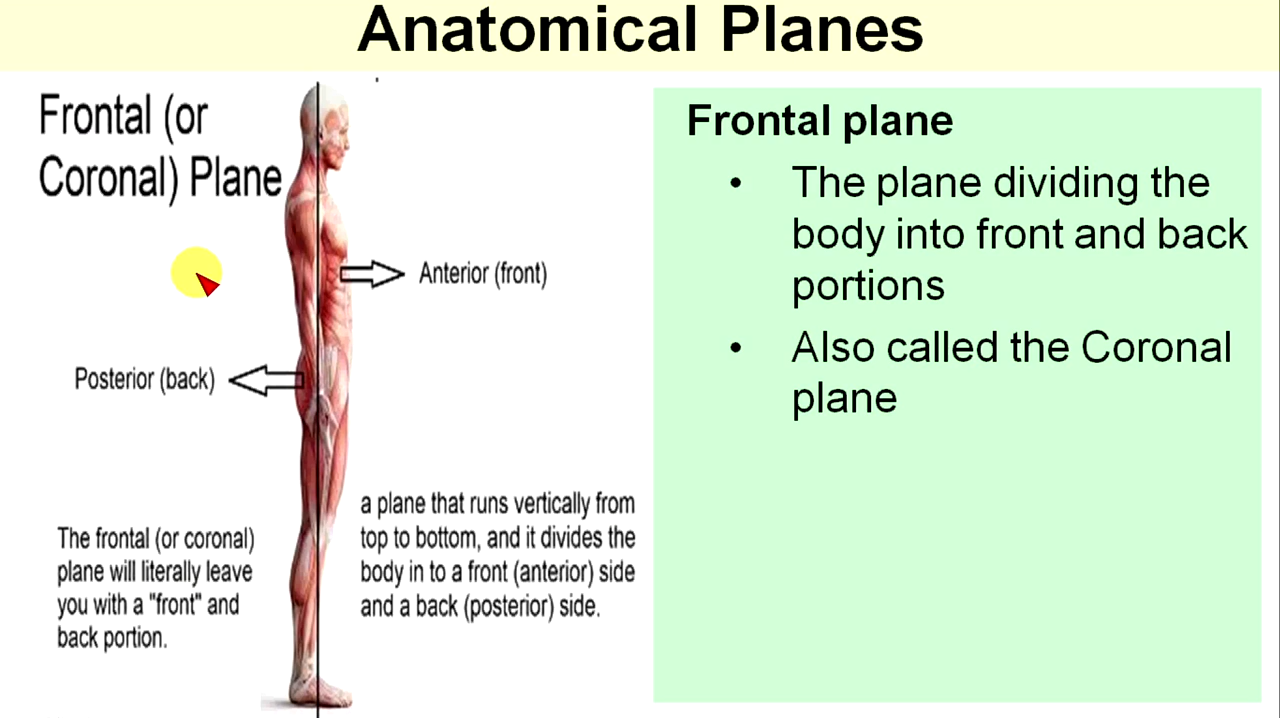 Anatomical Planes
Frontal (or
Coronal) Plane
Anterior (front)
Posterior (back)
The frontal (or coronal)
plane will literally leave
you with a "front" and
back portion.
a plane that runs vertically from
top to bottom, and it divides the
body in to a front (anterior) side
and a back (posterior) side.
Frontal plane
• The plane dividing the
body into front and back
portions
• Also called the Coronal
plane